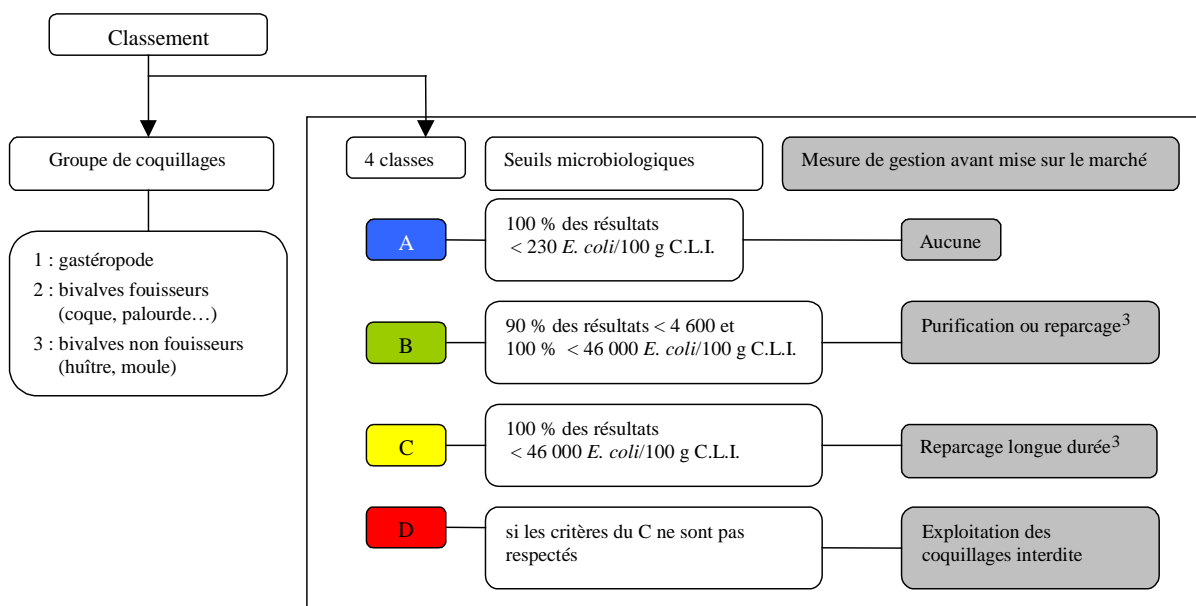 Classement
Groupe de coquillages
1 : gastéropode
2 : bivalves fouisseurs
(coque, palourde…)
3 : bivalves non fouisseurs
(huître, moule)
4 classes
Seuils microbiologiques
Mesure de gestion avant mise sur le marché
A
100 % des résultats
< 230 E. coli/100 g C.L.I.
Aucune
B
90 % des résultats < 4 600 et
100 % < 46 000 E. coli/100 g C.L.I.
Purification ou reparcage³
C
100 % des résultats
< 46 000 E. coli/100 g C.L.I.
Reparcage longue durée³
D
si les critères du C ne sont pas
respectés
Exploitation des
coquillages interdite